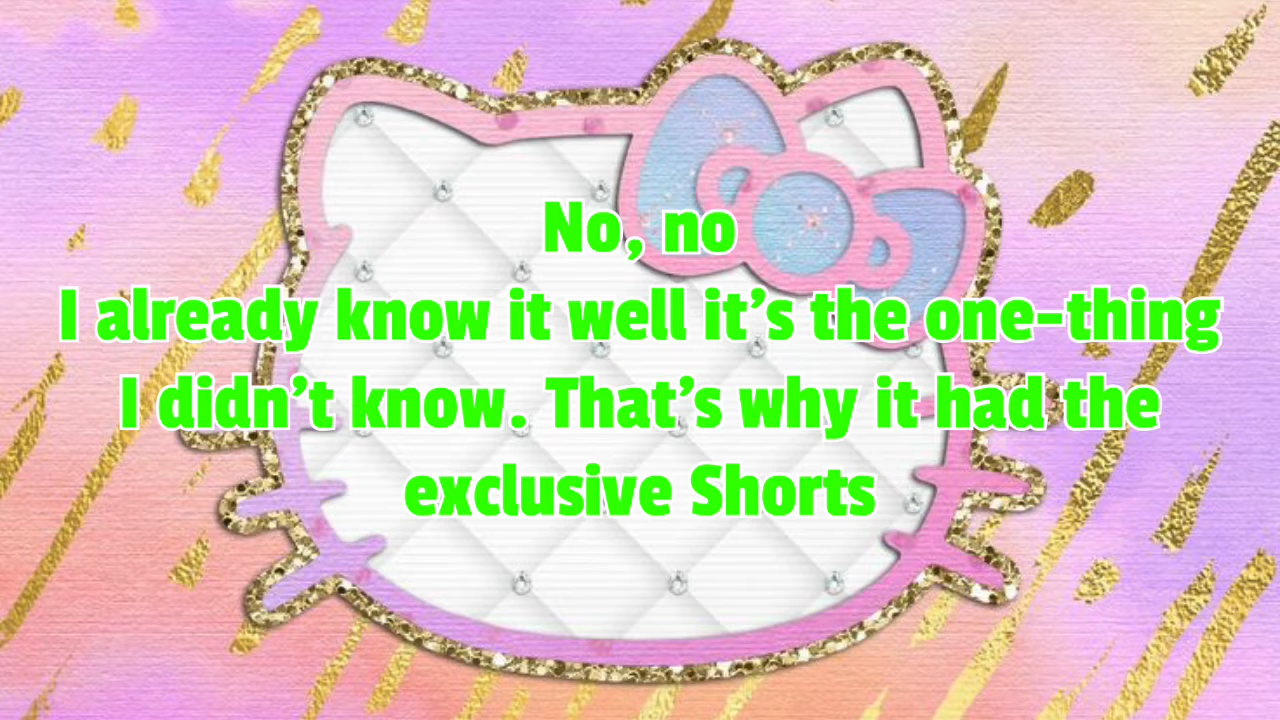 No, no
I already know it well it’s the one-thing
I didn’t know. That’s why it had the
exclusive Shorts